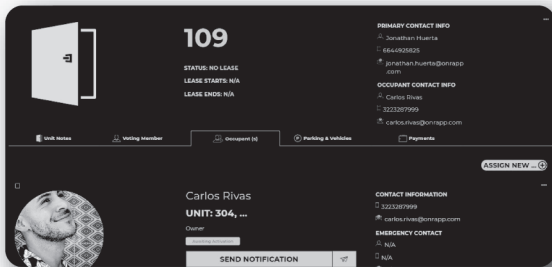 109
STATUS: NO LEASE
LEASE STARTS: N/A
LEASE ENDS: N/A
PRIMARY CONTACT INFO
Jonathan Huerta
6644925825
jonathan.huerta@onrapp
.com
OCCUPANT CONTACT INFO
Carlos Rivas
3223287999
carlos.rivas@onrapp.com
Unit Notes
Voting Member
Occupant (s)
Parking & Vehicles
Payments
ASSIGN NEW ...
Carlos Rivas
UNIT: 304, ...
Owner
SEND NOTIFICATION
CONTACT INFORMATION
3223287999
carlos.rivas@onrapp.com
EMERGENCY CONTACT
N/A
N/A